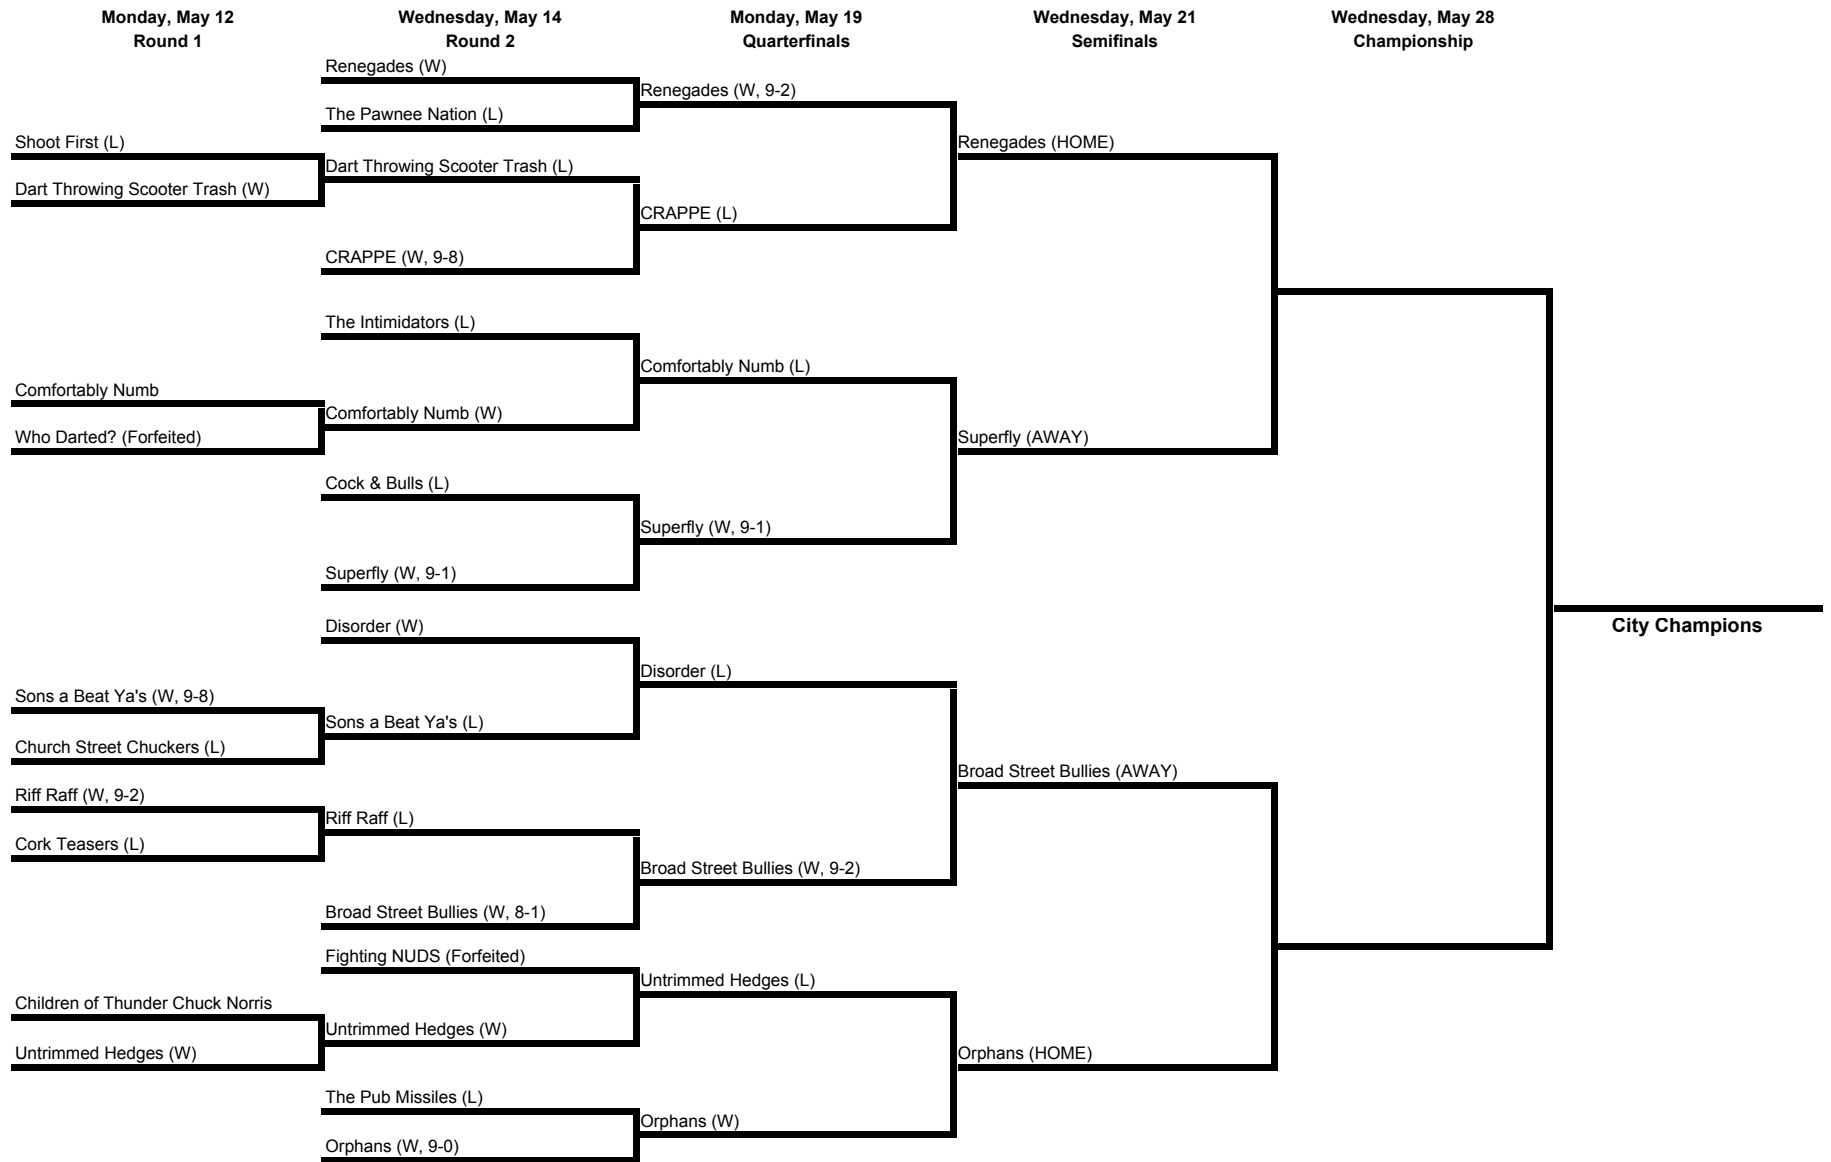 Monday, May 12
Round 1
Wednesday, May 14
Round 2
Monday, May 19
Quarterfinals
Wednesday, May 21
Semifinals
Wednesday, May 28
Championship
Shoot First (L)
Dart Throwing Scooter Trash (W)
Comfortably Numb
Who Darted? (Forfeited)
Sons a Beat Ya's (W, 9-8)
Church Street Chuckers (L)
Riff Raff (W, 9-2)
Cork Teasers (L)
Children of Thunder Chuck Norris
Untrimmed Hedges (W)
Renegades (W)
The Pawnee Nation (L)
Dart Throwing Scooter Trash (L)
CRAPPE (W, 9-8)
The Intimidators (L)
Comfortably Numb (W)
Cock & Bulls (L)
Superfly (W, 9-1)
Disorder (W)
Sons a Beat Ya's (L)
Riff Raff (L)
Broad Street Bullies (W, 8-1)
Fighting NUDS (Forfeited)
Untrimmed Hedges (W)
The Pub Missiles (L)
Orphans (W, 9-0)
Renegades (W, 9-2)
CRAPPE (L)
Comfortably Numb (L)
Superfly (W, 9-1)
Disorder (L)
Broad Street Bullies (W, 9-2)
Untrimmed Hedges (L)
Orphans (W)
Renegades (HOME)
Superfly (AWAY)
Broad Street Bullies (AWAY)
Orphans (HOME)
City Champions